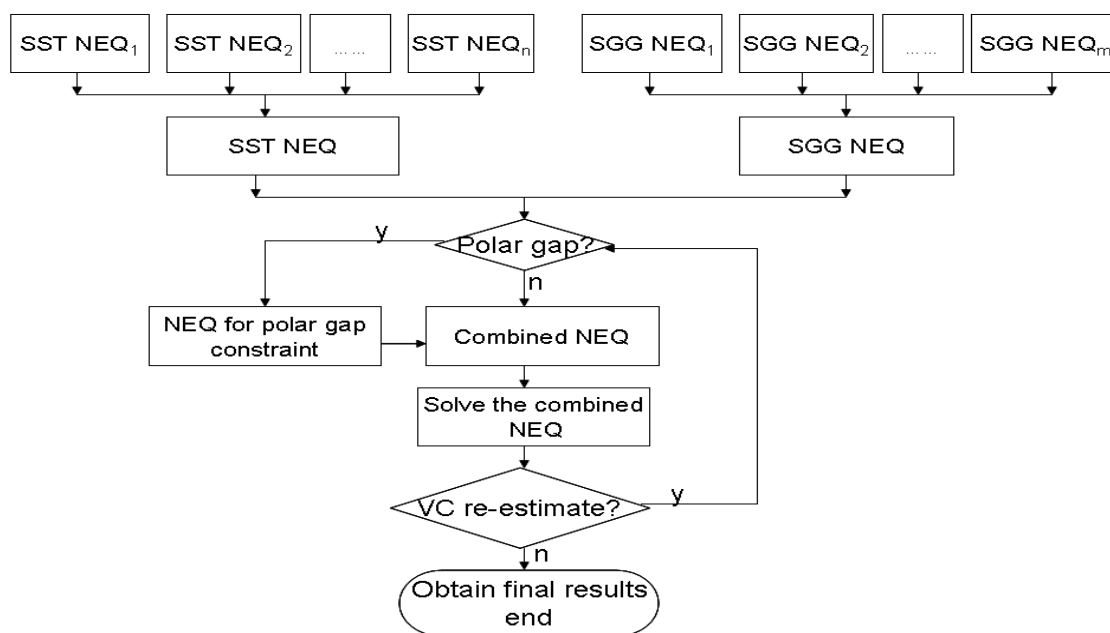 SST NEQ1
SST NEQ2
... ...
SST NEQn
SGG NEQ1
SGG NEQ2
... ...
SGG NEQm
SST NEQ
SGG NEQ
y
Polar gap?
n
NEQ for polar gap
constraint
Combined NEQ
Solve the combined
NEQ
VC re-estimate?
y
n
Obtain final results
end